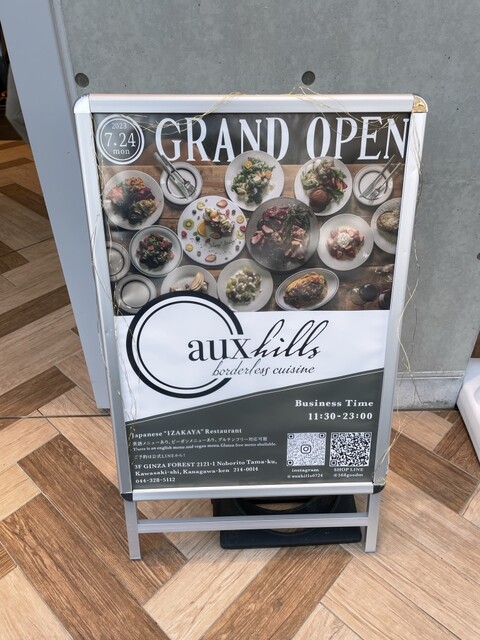 2023
7.24
mon
GRAND OPEN
auxhills
borderless cuisine
Business Time
11:30-23:00
Japanese "IZAKAYA" Restaurant
英語メニューあり、ビーガンメニューあり、グルテンフリー対応可能
There is an english menu and vegan menu. Gluten free menu available.
ご予約は公式LINEから!
3F GINZA FOREST 2121-1 Noborito Tama-ku,
Kawasaki-shi, Kanagawa-ken 214-0014
044-328-5112
instagram
@auxhills0724
SHOP LINE